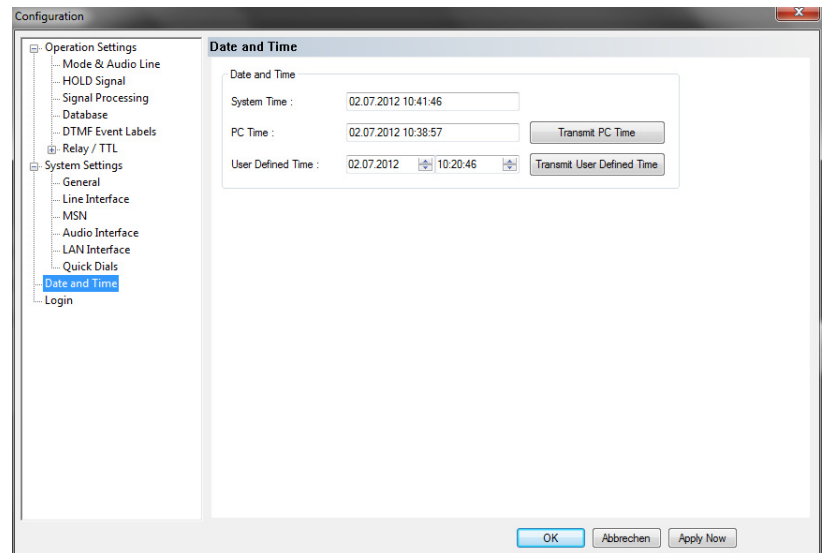 Configuration
Operation Settings
Mode & Audio Line
HOLD Signal
Signal Processing
Database
DTMF Event Labels
Relay / TTL
System Settings
General
Line Interface
MSN
Audio Interface
LAN Interface
Quick Dials
Date and Time
Login
Date and Time
Date and Time
System Time : 02.07.2012 10:41:46
PC Time : 02.07.2012 10:38:57 Transmit PC Time
User Defined Time : 02.07.2012 10:20:46 Transmit User Defined Time
OK Abbrechen Apply Now